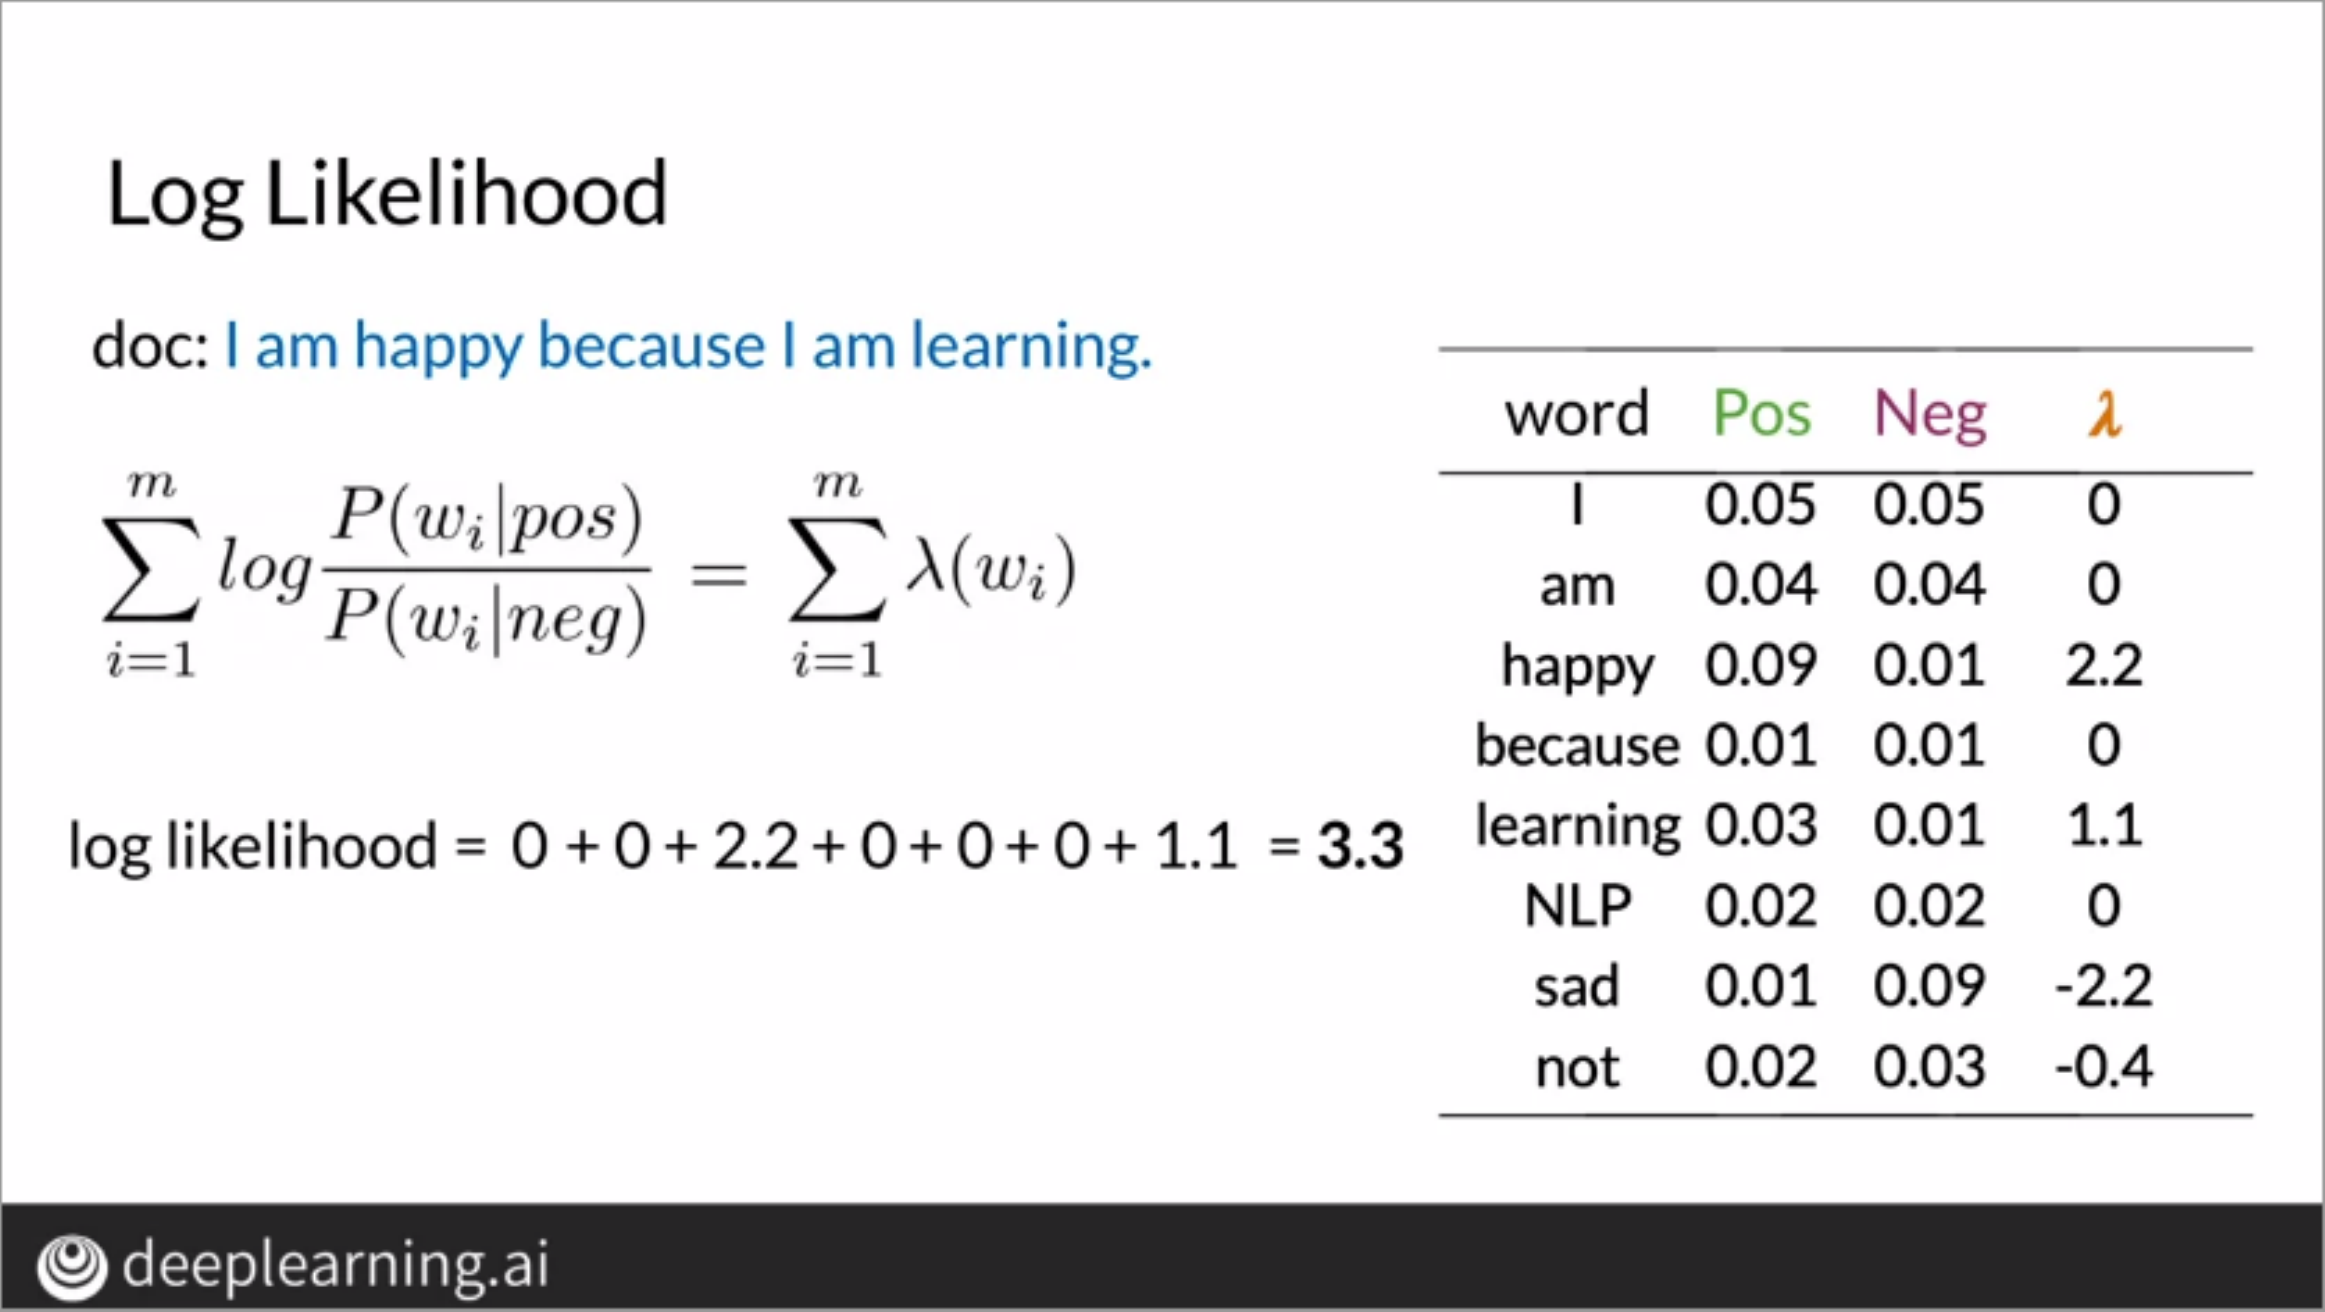 Log Likelihood
doc: I am happy because I am learning.
\sum_{i=1}^{m} log \frac{P(w_i|pos)}{P(w_i|neg)} = \sum_{i=1}^{m} λ(w_i)
log likelihood = 0 + 0 + 2.2 + 0 + 0 + 0 + 1.1 = 3.3
word Pos Neg λ
I 0.05 0.05 0
am 0.04 0.04 0
happy 0.09 0.01 2.2
because 0.01 0.01 0
learning 0.03 0.01 1.1
NLP 0.02 0.02 0
sad 0.01 0.09 -2.2
not 0.02 0.03 -0.4
deeplearning.ai